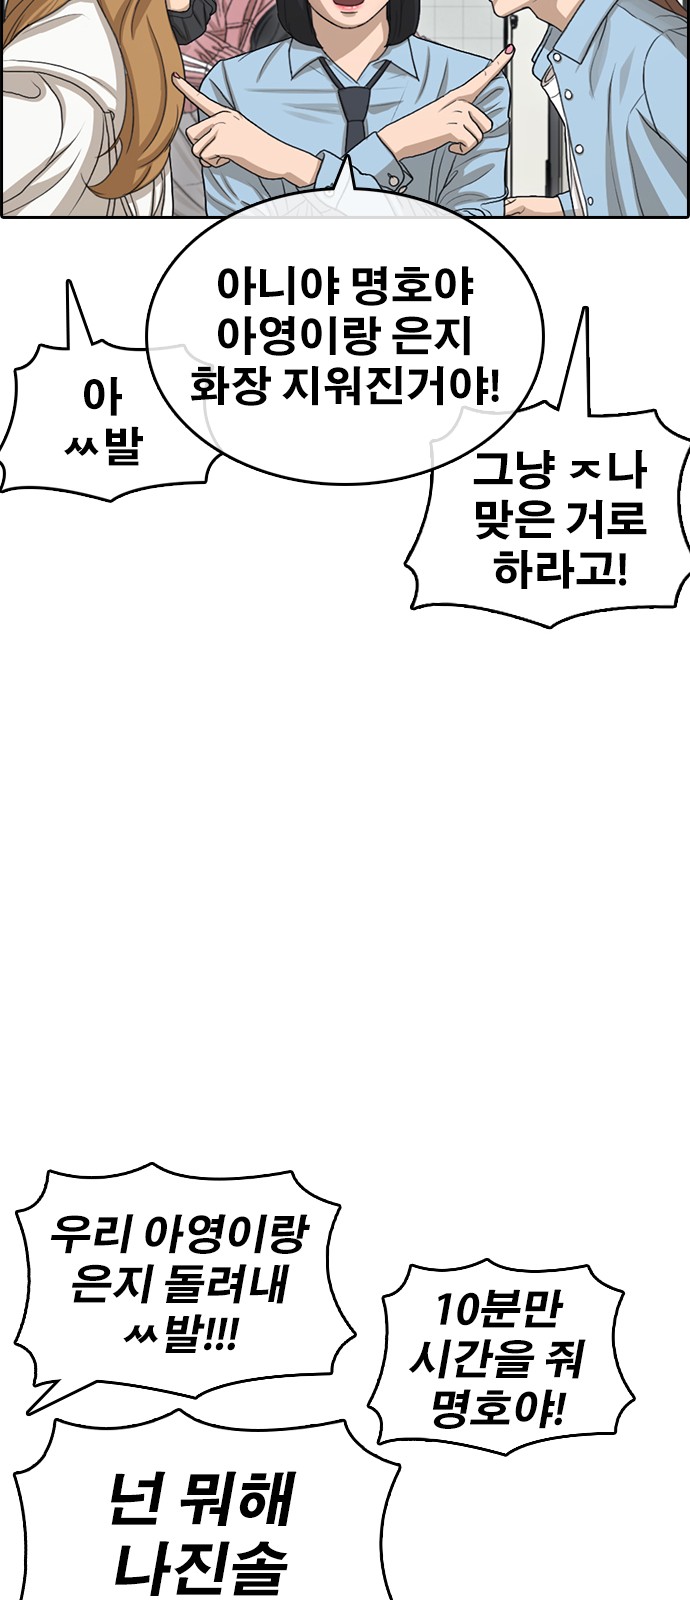 아니야 명호야
아영이랑 은지
화장 지워진거야!
아
ㅆ발
그냥 ㅈ나
맞은 거로
하라고!
우리 아영이랑
은지 돌려내
ㅆ발!!!
10분만
시간을 줘
명호야!
넌 뭐해
나진솔